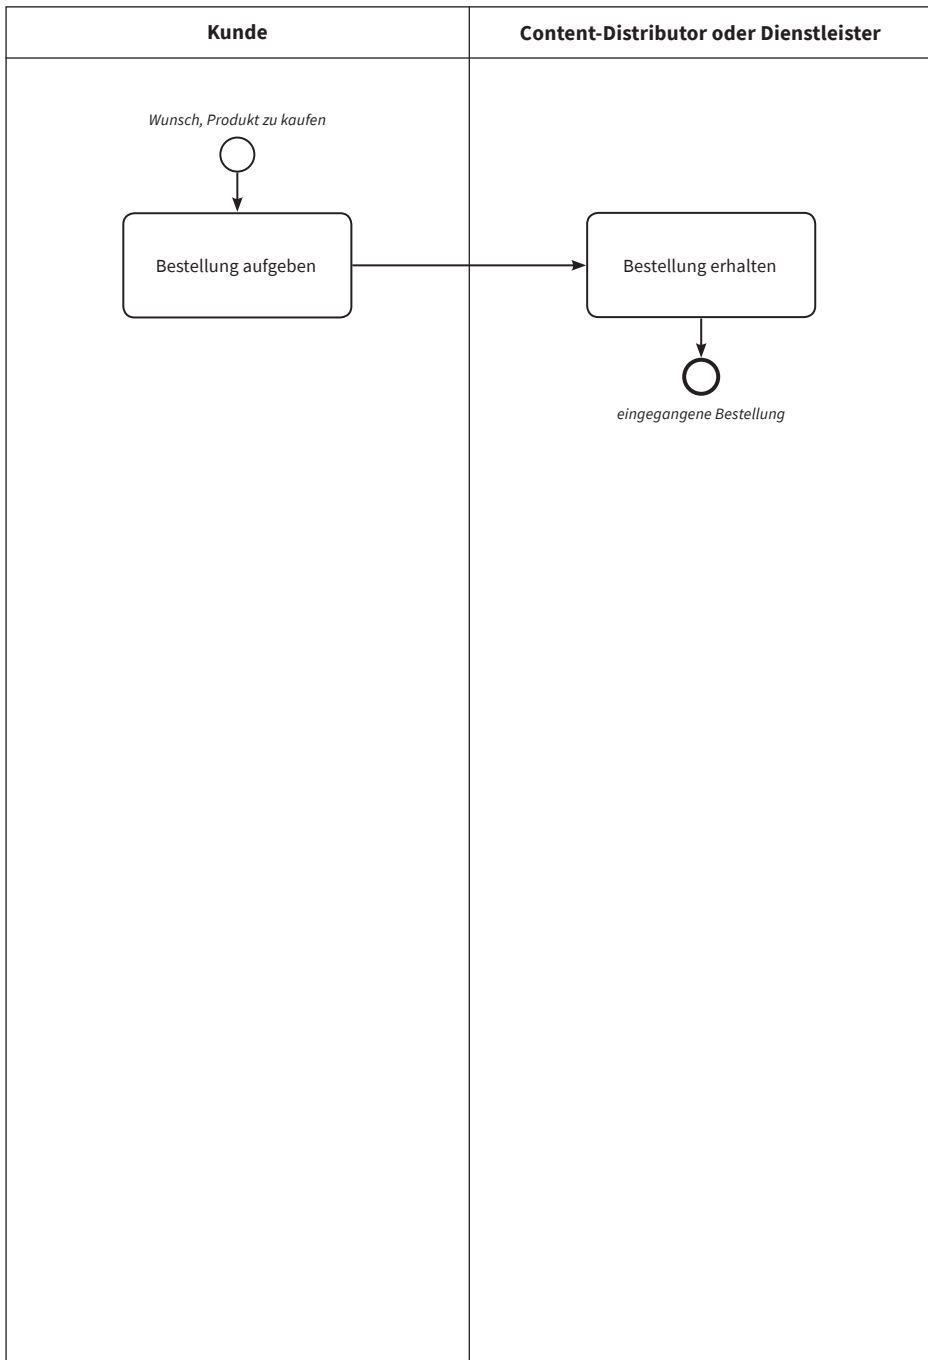 Kunde
Content-Distributor oder Dienstleister
Wunsch, Produkt zu kaufen
Bestellung aufgeben
Bestellung erhalten
eingegangene Bestellung